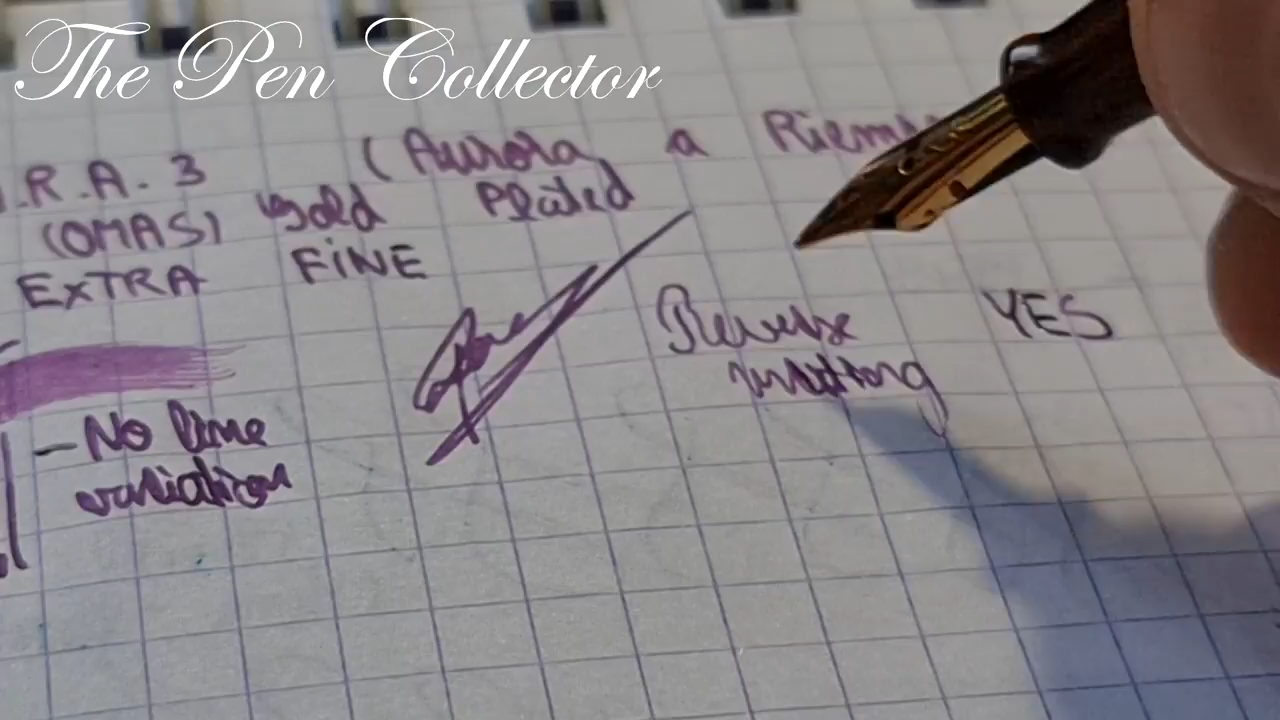 The Pen Collector
(Aurora, a
.R.A. 3
(OMAS) gold Plated
EXTRA FINE
Reverse YES
writing
- No line
variation